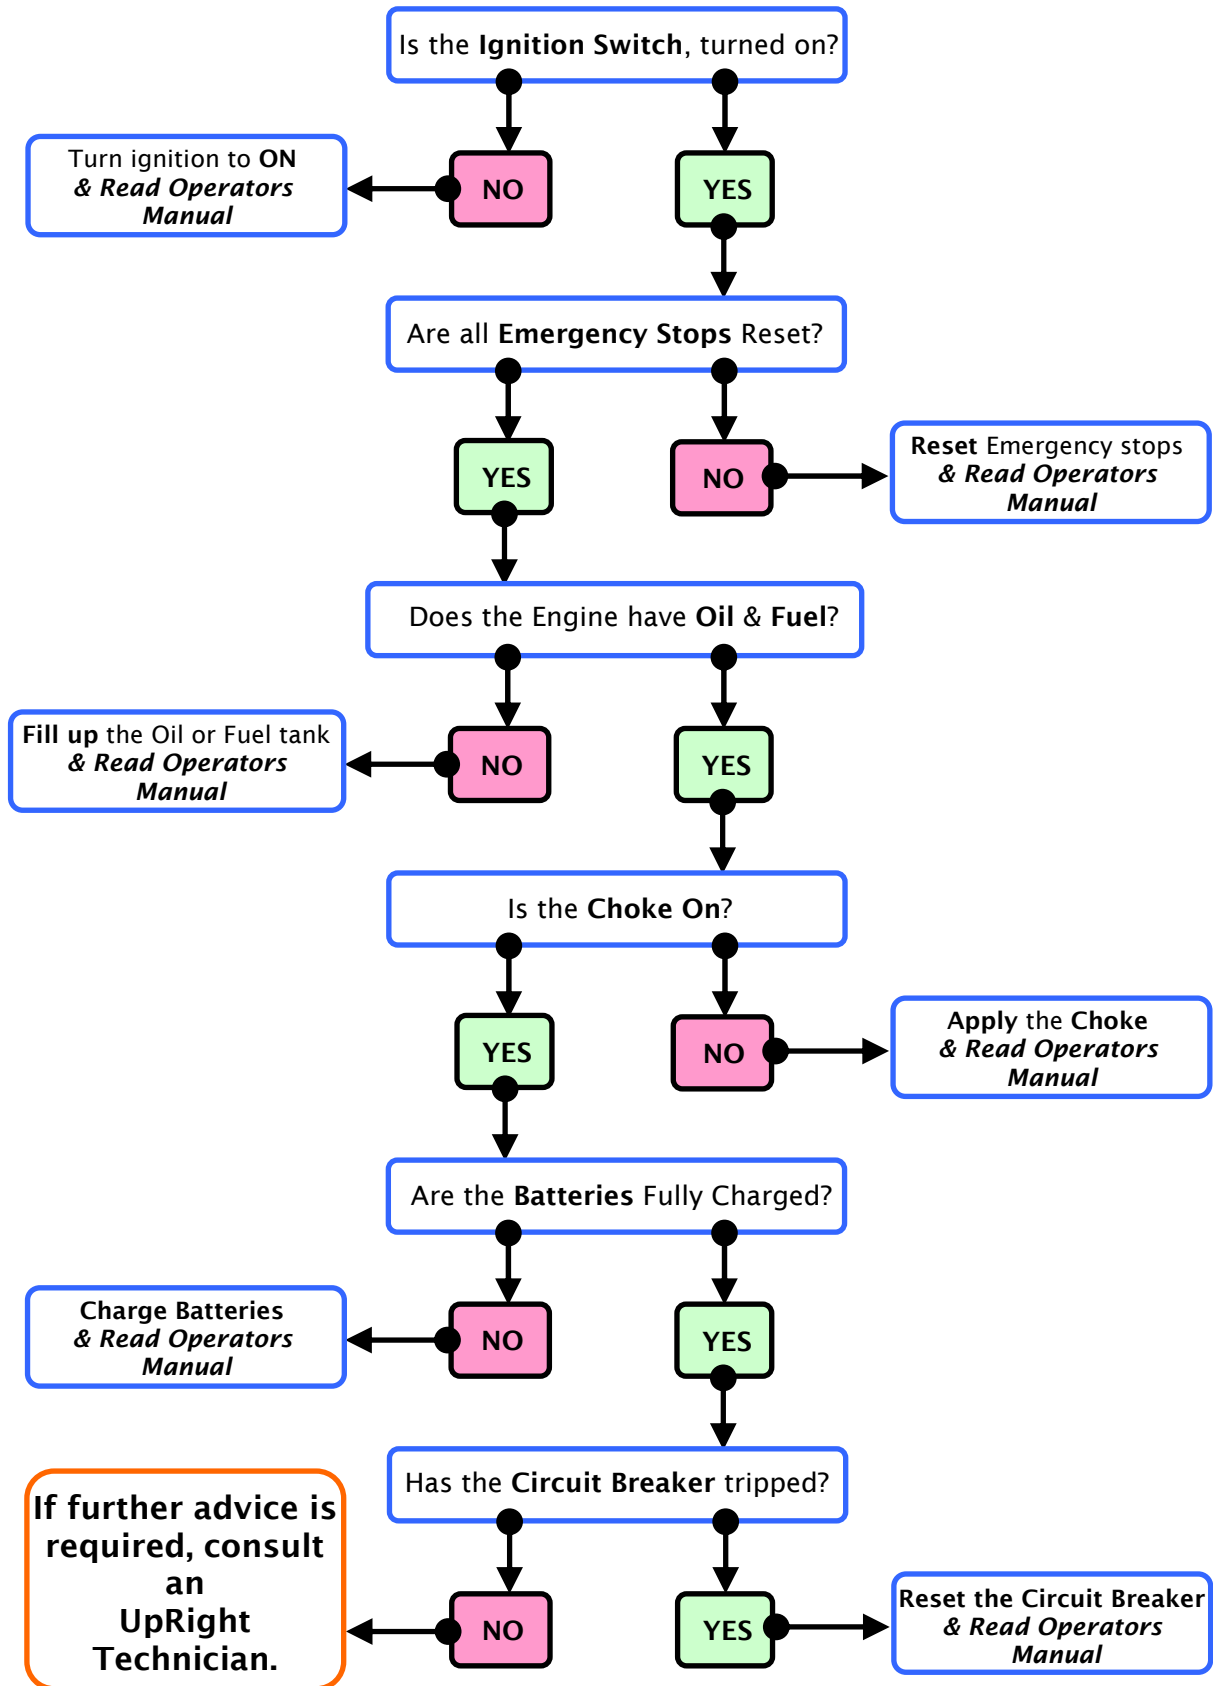 Is the Ignition Switch, turned on?
NO
YES
Turn ignition to ON
& Read Operators
Manual
Are all Emergency Stops Reset?
YES
NO
Reset Emergency stops
& Read Operators
Manual
Does the Engine have Oil & Fuel?
NO
YES
Fill up the Oil or Fuel tank
& Read Operators
Manual
Is the Choke On?
YES
NO
Apply the Choke
& Read Operators
Manual
Are the Batteries Fully Charged?
NO
YES
Charge Batteries
& Read Operators
Manual
Has the Circuit Breaker tripped?
NO
YES
If further advice is
required, consult
an
UpRight
Technician.
Reset the Circuit Breaker
& Read Operators
Manual